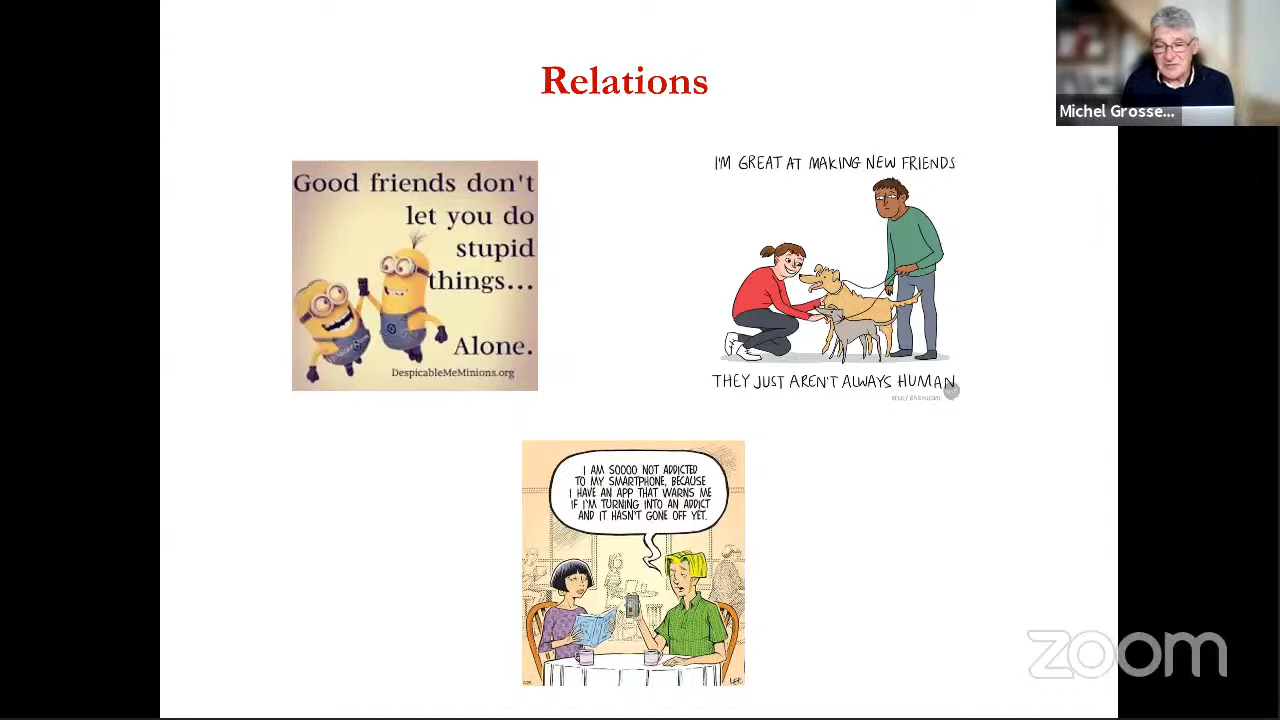 Relations
Michel Grosse...
Good friends don't
let you do
stupid
things...
Alone.
DespicableMeMinions.org
I'M GREAT AT MAKING NEW FRIENDS
THEY JUST AREN'T ALWAYS HUMAN
I AM SOOOO NOT ADDICTED
TO MY SMARTPHONE, BECAUSE
I HAVE AN APP THAT WARNS ME
IF I'M TURNING INTO AN ADDICT
AND IT HASN'T GONE OFF YET.
zoom